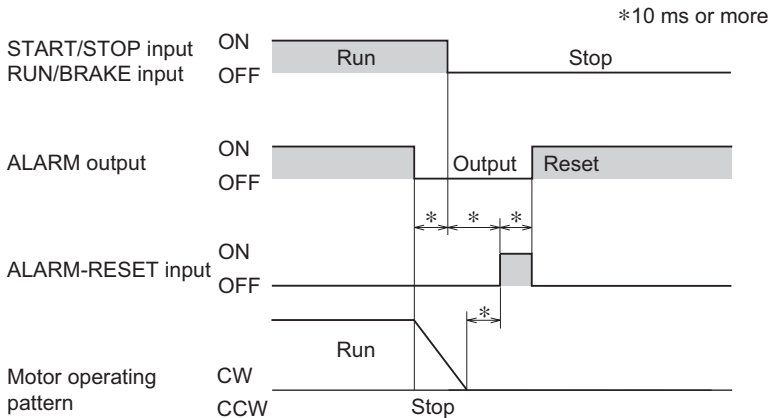 *10 ms or more
START/STOP input
RUN/BRAKE input
ON
OFF
Run
Stop
ALARM output
ON
OFF
Output
Reset
* * *
ALARM-RESET input
ON
OFF
*
Run
Motor operating
pattern
CW
CCW
Stop